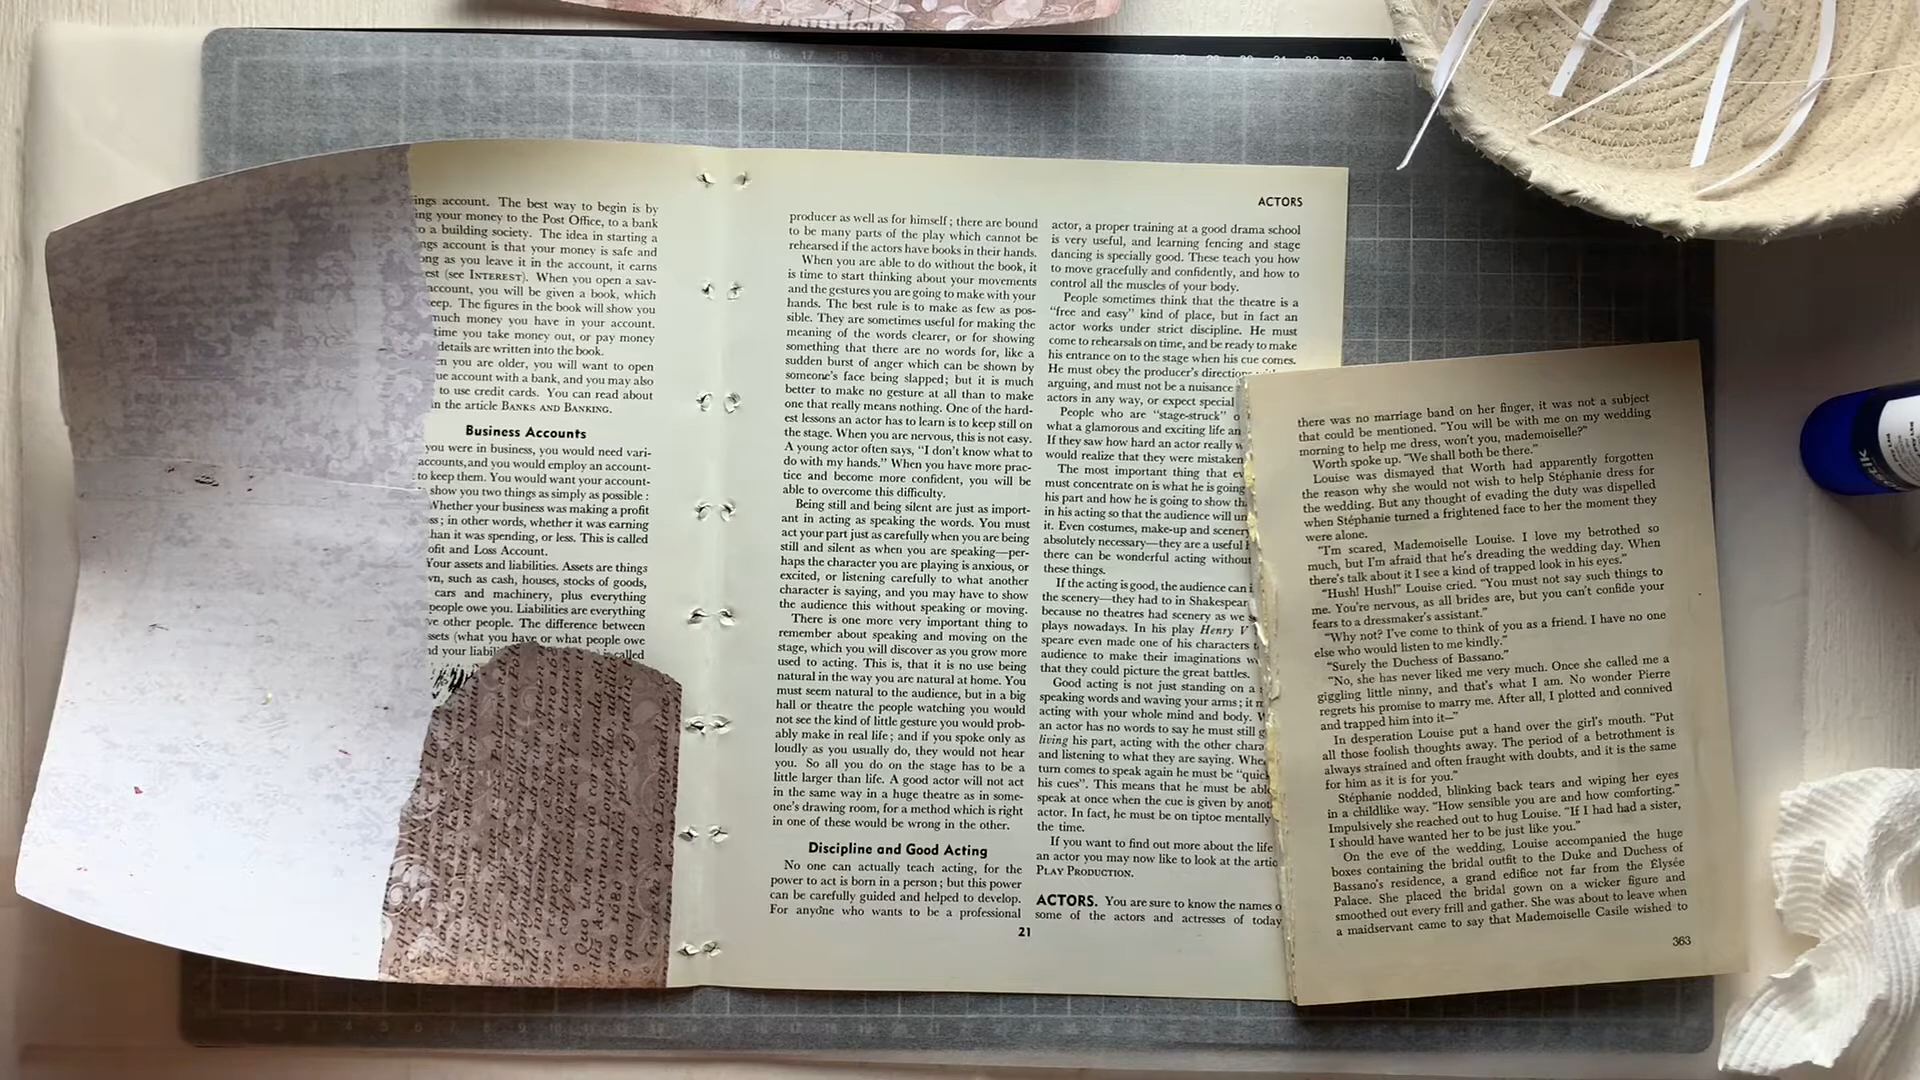 ings account. The best way to begin is by
ing your money to the Post Office, to a bank
o a building society. The idea in starting a
ngs account is that your money is safe and
ong as you leave it in the account, it earns
est (see INTEREST). When you open a sav-
account, you will be given a book, which
eep. The figures in the book will show you
much money you have in your account.
time you take money out, or pay money
details are written into the book.
en you are older, you will want to open
ue account with a bank, and you may also
to use credit cards. You can read about
in the article BANKS AND BANKING.
Business Accounts
you were in business, you would need vari-
accounts, and you would employ an account-
to keep them. You would want your account-
show you two things as simply as possible :
Whether your business was making a profit
ss ; in other words, whether it was earning
han it was spending, or less. This is called
ofit and Loss Account.
Your assets and liabilities. Assets are things
wn, such as cash, houses, stocks of goods,
cars and machinery, plus everything
people owe you. Liabilities are everything
ve other people. The difference between
ssets (what you have or what people owe
nd your liabili
is called
producer as well as for himself ; there are bound
to be many parts of the play which cannot be
rehearsed if the actors have books in their hands.
When you are able to do without the book, it
is time to start thinking about your movements
and the gestures you are going to make with your
hands. The best rule is to make as few as pos-
sible. They are sometimes useful for making the
meaning of the words clearer, or for showing
something that there are no words for, like a
sudden burst of anger which can be shown by
someone's face being slapped ; but it is much
better to make no gesture at all than to make
one that really means nothing. One of the hard-
est lessons an actor has to learn is to keep still on
the stage. When you are nervous, this is not easy.
A young actor often says, "I don't know what to
do with my hands." When you have more prac-
tice and become more confident, you will be
able to overcome this difficulty.
Being still and being silent are just as import-
ant in acting as speaking the words. You must
act your part just as carefully when you are being
still and silent as when you are speaking—per-
haps the character you are playing is anxious, or
excited, or listening carefully to what another
character is saying, and you may have to show
the audience this without speaking or moving.
There is one more very important thing to
remember about speaking and moving on the
stage, which you will discover as you grow more
used to acting. This is, that it is no use being
natural in the way you are natural at home. You
must seem natural to the audience, but in a big
hall or theatre the people watching you would
not see the kind of little gesture you would prob-
ably make in real life ; and if you spoke only as
loudly as you usually do, they would not hear
you. So all you do on the stage has to be a
little larger than life. A good actor will not act
in the same way in a huge theatre as in some-
one's drawing room, for a method which is right
in one of these would be wrong in the other.
Discipline and Good Acting
No one can actually teach acting, for the
power to act is born in a person ; but this power
can be carefully guided and helped to develop.
For anyone who wants to be a professional
21
ACTORS
actor, a proper training at a good drama school
is very useful, and learning fencing and stage
dancing is specially good. These teach you how
to move gracefully and confidently, and how to
control all the muscles of your body.
People sometimes think that the theatre is a
"free and easy" kind of place, but in fact an
actor works under strict discipline. He must
come to rehearsals on time, and be ready to make
his entrance on to the stage when his cue comes.
He must obey the producer's directions
arguing, and must not be a nuisance
actors in any way, or expect special
People who are "stage-struck" o
what a glamorous and exciting life an
If they saw how hard an actor really w
would realize that they were mistaken
The most important thing that ev
must concentrate on is what he is going
his part and how he is going to show th
in his acting so that the audience will un
it. Even costumes, make-up and scenery
absolutely necessary—they are a useful
there can be wonderful acting without
these things.
If the acting is good, the audience can i
the scenery—they had to in Shakespear
because no theatres had scenery as we
plays nowadays. In his play Henry V
speare even made one of his characters
audience to make their imaginations w
that they could picture the great battles.
Good acting is not just standing on a
speaking words and waving your arms ; it
acting with your whole mind and body.
an actor has no words to say he must still
living his part, acting with the other chara
and listening to what they are saying. Whe
turn comes to speak again he must be "quic
his cues". This means that he must be abl
speak at once when the cue is given by anot
actor. In fact, he must be on tiptoe mentally
the time.
If you want to find out more about the life
an actor you may now like to look at the artic
PLAY PRODUCTION.
ACTORS. You are sure to know the names o
some of the actors and actresses of today
there was no marriage band on her finger, it was not a subject
that could be mentioned. "You will be with me on my wedding
morning to help me dress, won't you, mademoiselle?"
Worth spoke up. "We shall both be there."
Louise was dismayed that Worth had apparently forgotten
the reason why she would not wish to help Stéphanie dress for
the wedding. But any thought of evading the duty was dispelled
when Stéphanie turned a frightened face to her the moment they
were alone.
"I'm scared, Mademoiselle Louise. I love my betrothed so
much, but I'm afraid that he's dreading the wedding day. When
there's talk about it I see a kind of trapped look in his eyes."
"Hush! Hush!" Louise cried. "You must not say such things to
me. You're nervous, as all brides are, but you can't confide your
fears to a dressmaker's assistant."
"Why not? I've come to think of you as a friend. I have no one
else who would listen to me kindly."
"Surely the Duchess of Bassano."
"No, she has never liked me very much. Once she called me a
giggling little ninny, and that's what I am. No wonder Pierre
regrets his promise to marry me. After all, I plotted and connived
and trapped him into it—"
In desperation Louise put a hand over the girl's mouth. "Put
all those foolish thoughts away. The period of a betrothment is
always strained and often fraught with doubts, and it is the same
for him as it is for you."
Stéphanie nodded, blinking back tears and wiping her eyes
in a childlike way. "How sensible you are and how comforting."
Impulsively she reached out to hug Louise. "If I had had a sister,
I should have wanted her to be just like you."
On the eve of the wedding, Louise accompanied the huge
boxes containing the bridal outfit to the Duke and Duchess of
Bassano's residence, a grand edifice not far from the Élysée
Palace. She placed the bridal gown on a wicker figure and
smoothed out every frill and gather. She was about to leave when
a maidservant came to say that Mademoiselle Casile wished to
363